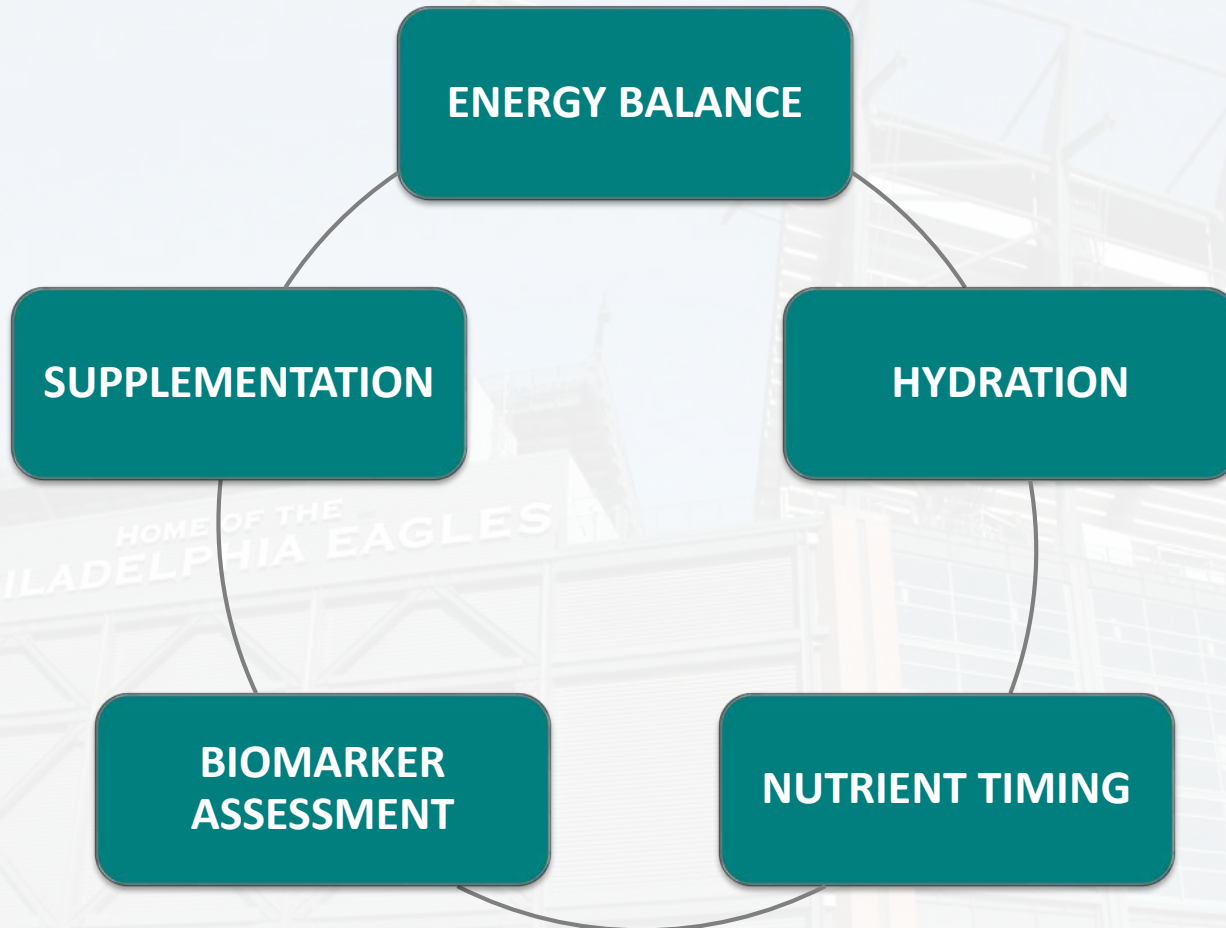 ENERGY BALANCE
SUPPLEMENTATION
HYDRATION
HOME OF THE
ILADELPHIA EAGLES
BIOMARKER
ASSESSMENT
NUTRIENT TIMING